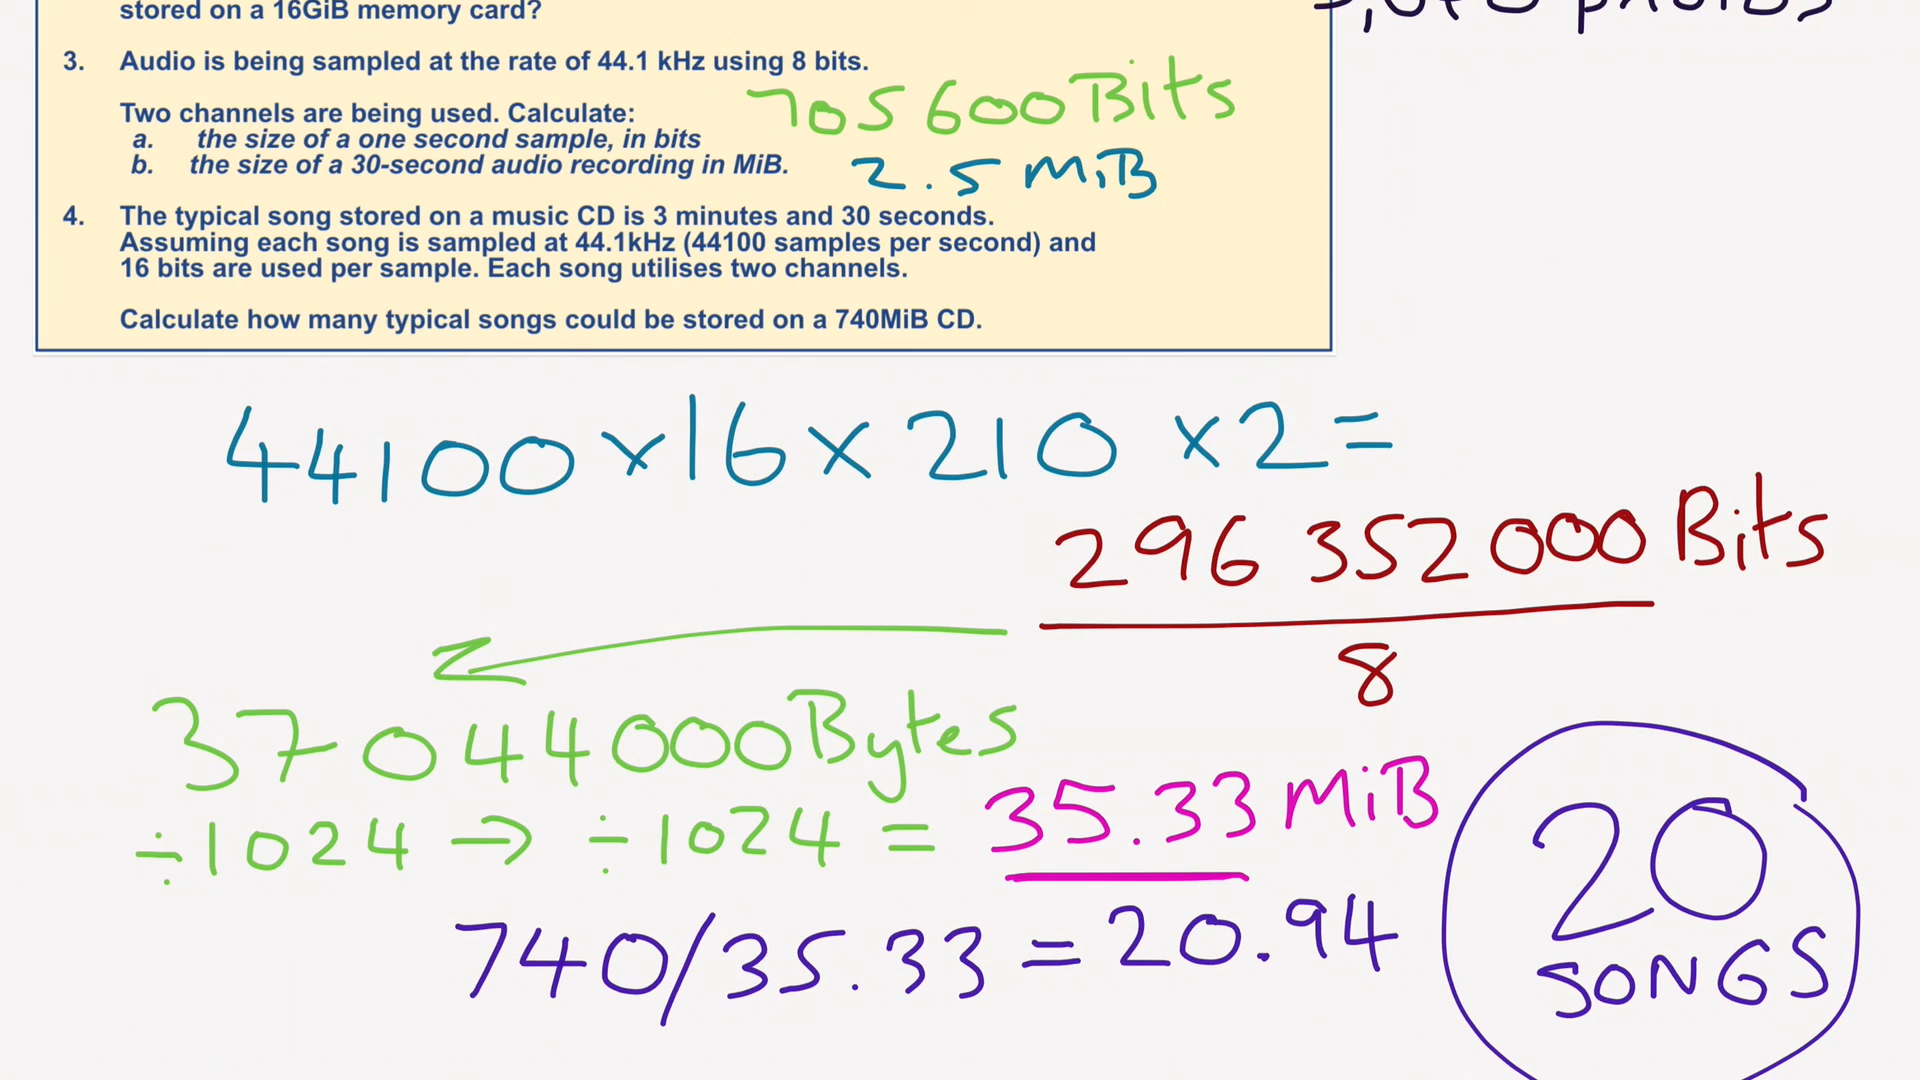 stored on a 16GiB memory card?
3. Audio is being sampled at the rate of 44.1 kHz using 8 bits.
Two channels are being used. Calculate:
a. the size of a one second sample, in bits
705 600 Bits
b. the size of a 30-second audio recording in MiB.
2.5 MiB
4. The typical song stored on a music CD is 3 minutes and 30 seconds.
Assuming each song is sampled at 44.1kHz (44100 samples per second) and
16 bits are used per sample. Each song utilises two channels.
Calculate how many typical songs could be stored on a 740MiB CD.
44100 x 16 x 210 x 2 =
296 352 000 Bits
8
37044000 Bytes
÷1024 → ÷1024 = 35.33 MiB
740/35.33 = 20.94
20
SONGS